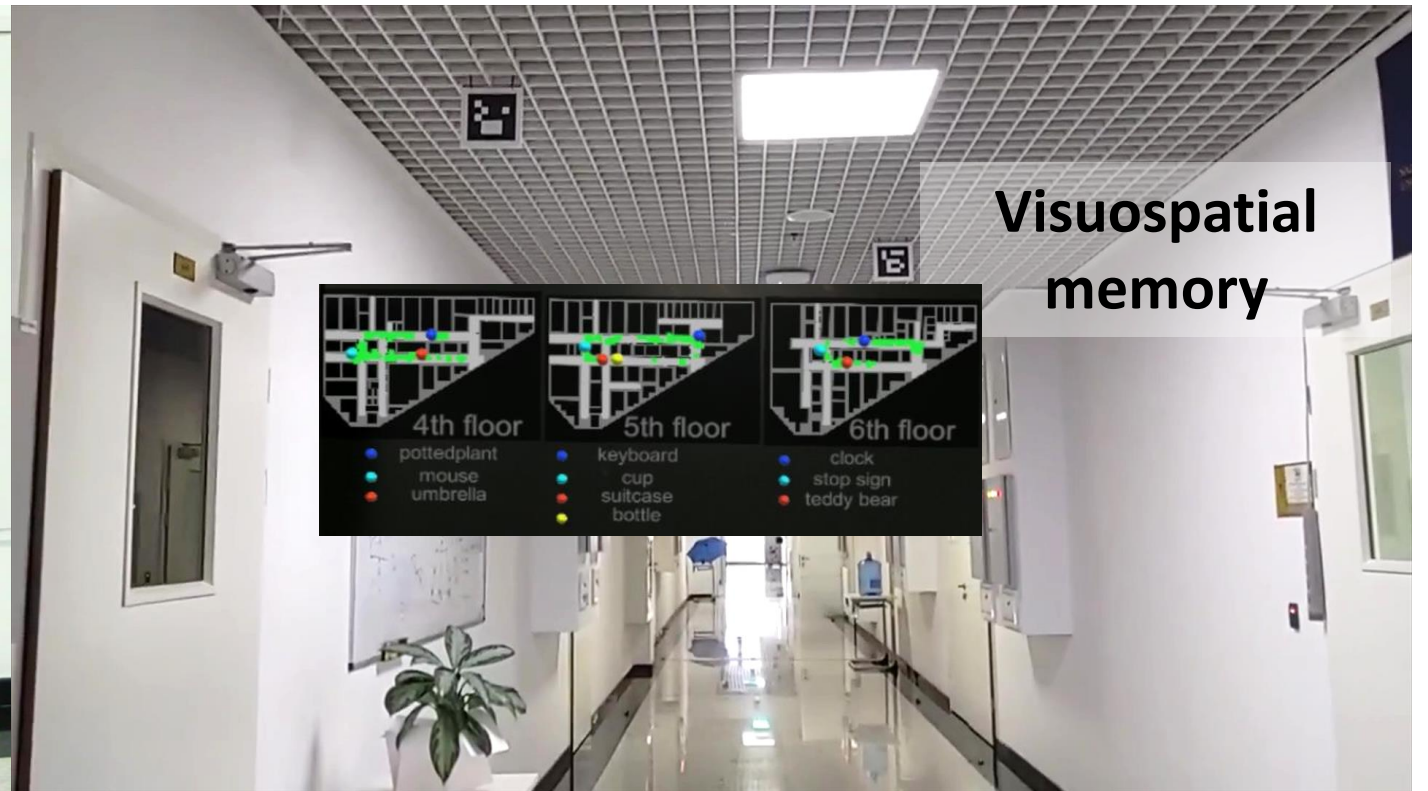 Visuospatial
memory
4th floor
5th floor
6th floor
pottedplant
mouse
umbrella
keyboard
cup
suitcase
bottle
clock
stop sign
teddy bear